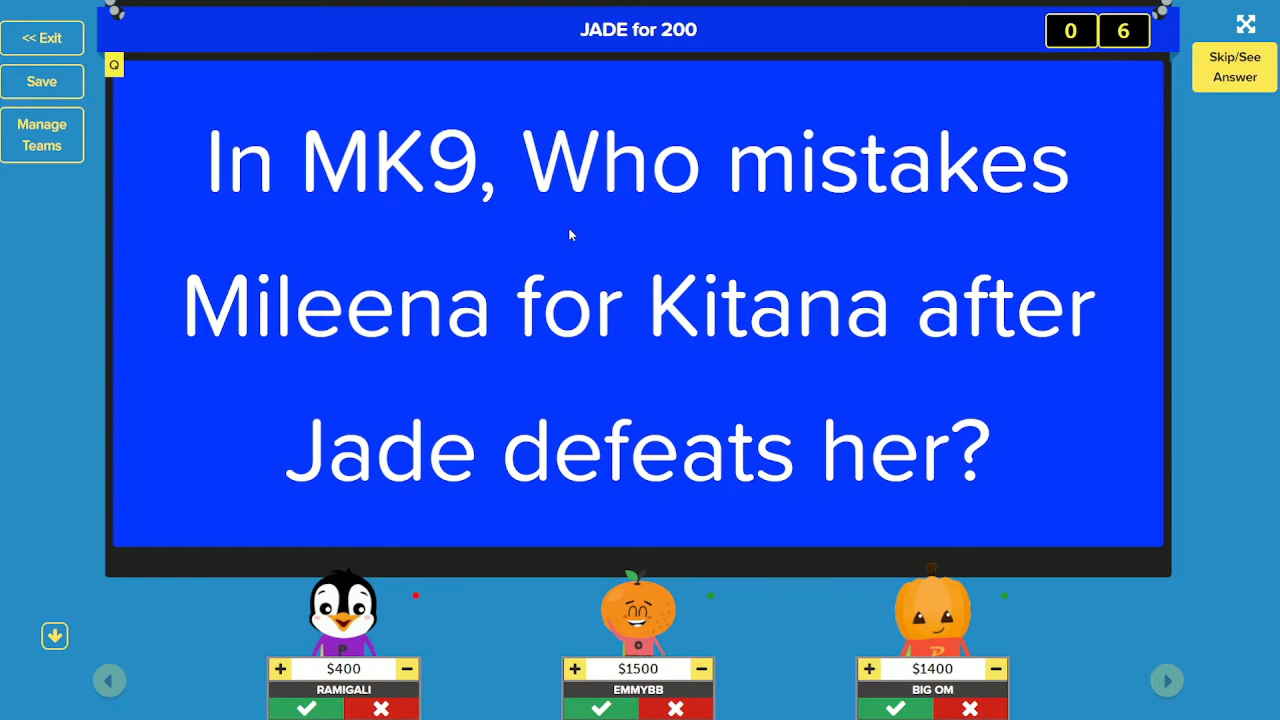 << Exit
Save
Manage
Teams
JADE for 200
0 6
Skip/See
Answer
Q
In MK9, Who mistakes
Mileena for Kitana after
Jade defeats her?
P
O
P
+ $400 −
RAMIGALI
+ $1500 −
EMMYBB
+ $1400 −
BIG OM